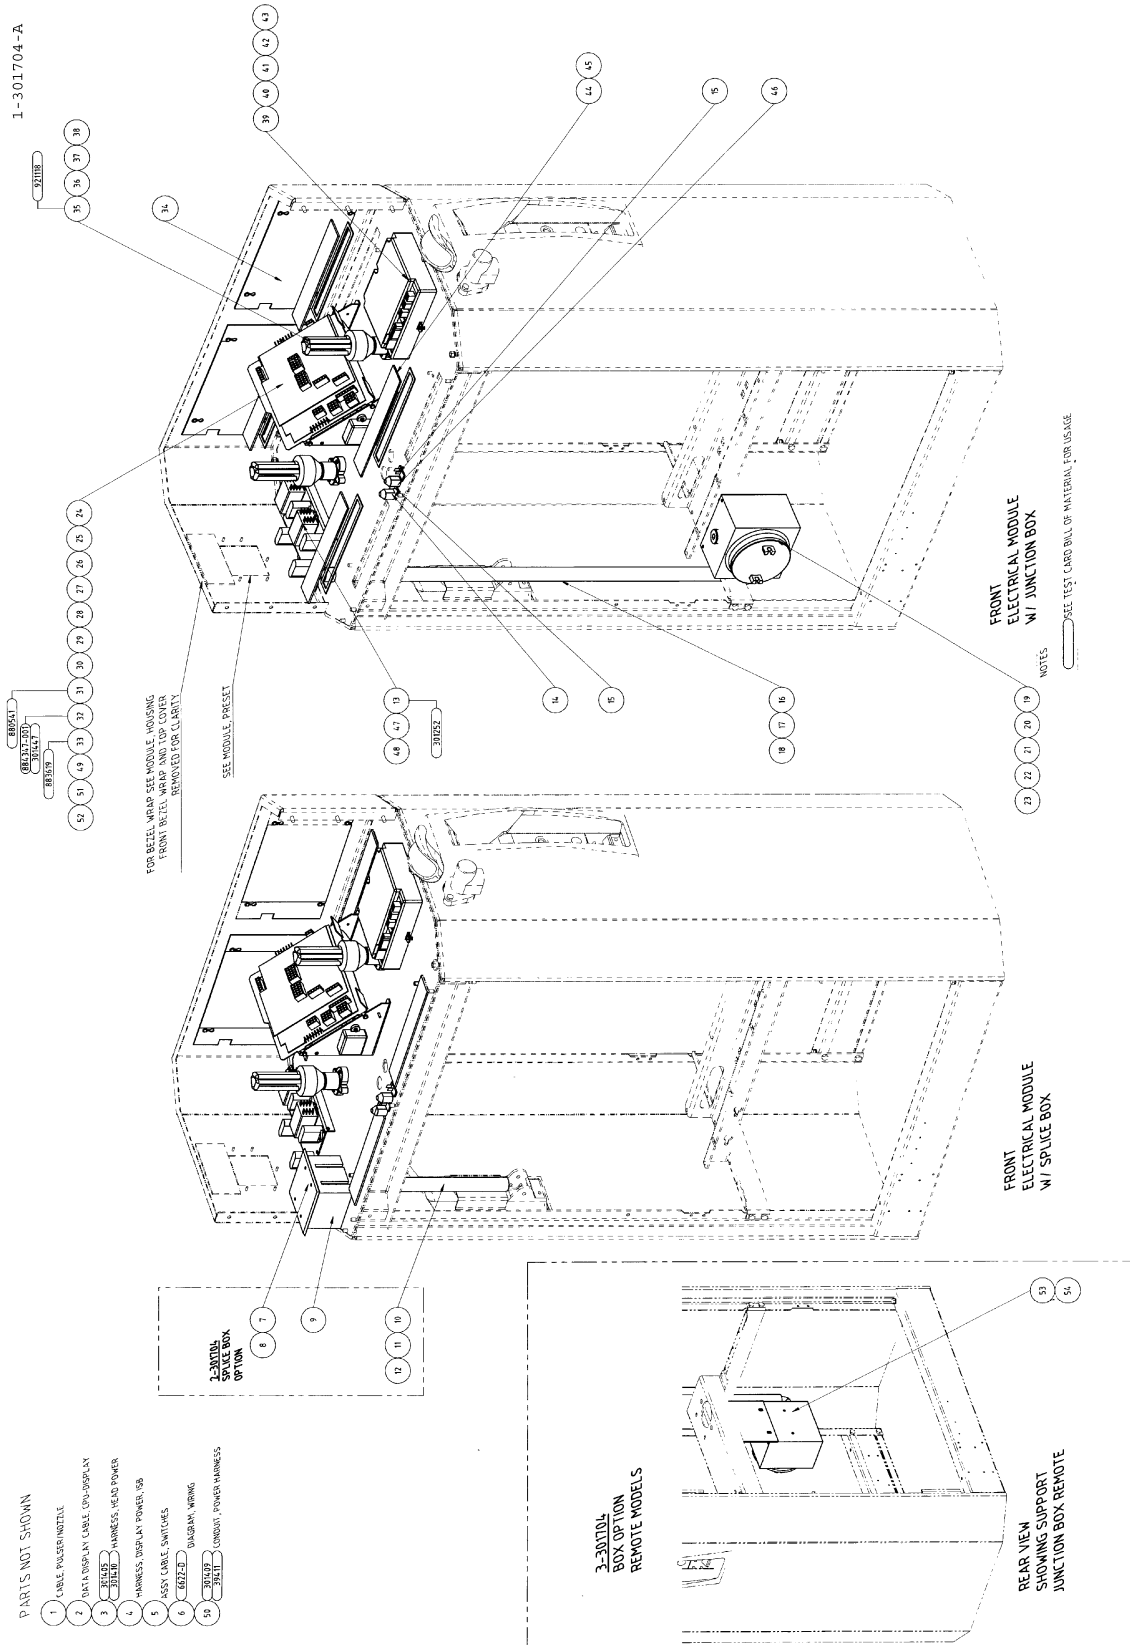 1-301704-A
PARTS NOT SHOWN
1 CABLE, PULSER/NOZZLE
2 DATA DISPLAY CABLE, CPU-DISPLAY
3 301405 HARNESS, HEAD POWER
301410
4 HARNESS, DISPLAY POWER, ISB
5 ASSY CABLE, SWITCHES
6 6622-D DIAGRAM, WIRING
50 301409 CONDUIT, POWER HARNESS
39411
2-301704
SPLICE BOX
OPTION
8 7
9
12 11 10
FOR BEZEL WRAP SEE MODULE, HOUSING
FRONT BEZEL WRAP AND TOP COVER
REMOVED FOR CLARITY
SEE MODULE, PRESET
880541
884347-001
301447
883619
52 51 49 33 32 31 30 29 28 27 26 25 24
921118
35 36 37 38
34
39 40 41 42 43
44 45
15
46
48 47 13
301252
14
15
18 17 16
23 22 21 20 19
FRONT
ELECTRICAL MODULE
W/ SPLICE BOX
FRONT
ELECTRICAL MODULE
W/ JUNCTION BOX
NOTES
SEE TEST CARD BILL OF MATERIAL FOR USAGE
3-301704
BOX OPTION
REMOTE MODELS
53
54
REAR VIEW
SHOWING SUPPORT
JUNCTION BOX REMOTE